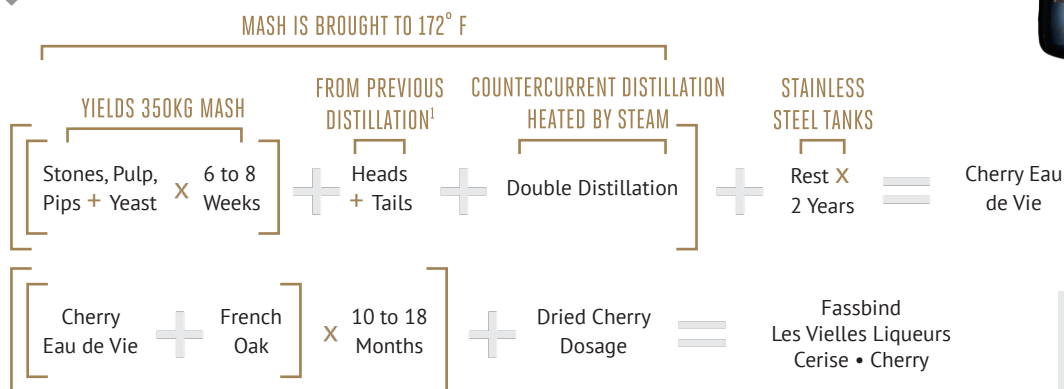 MASH IS BROUGHT TO 172° F
YIELDS 350KG MASH
FROM PREVIOUS
DISTILLATION¹
COUNTERCURRENT DISTILLATION
HEATED BY STEAM
STAINLESS
STEEL TANKS
Stones, Pulp,
Pips + Yeast
x
6 to 8
Weeks
+
Heads
+ Tails
+
Double Distillation
+
Rest x
2 Years
=
Cherry Eau
de Vie
Cherry
Eau de Vie
+
French
Oak
x
10 to 18
Months
+
Dried Cherry
Dosage
=
Fassbind
Les Vielles Liqueurs
Cerise • Cherry